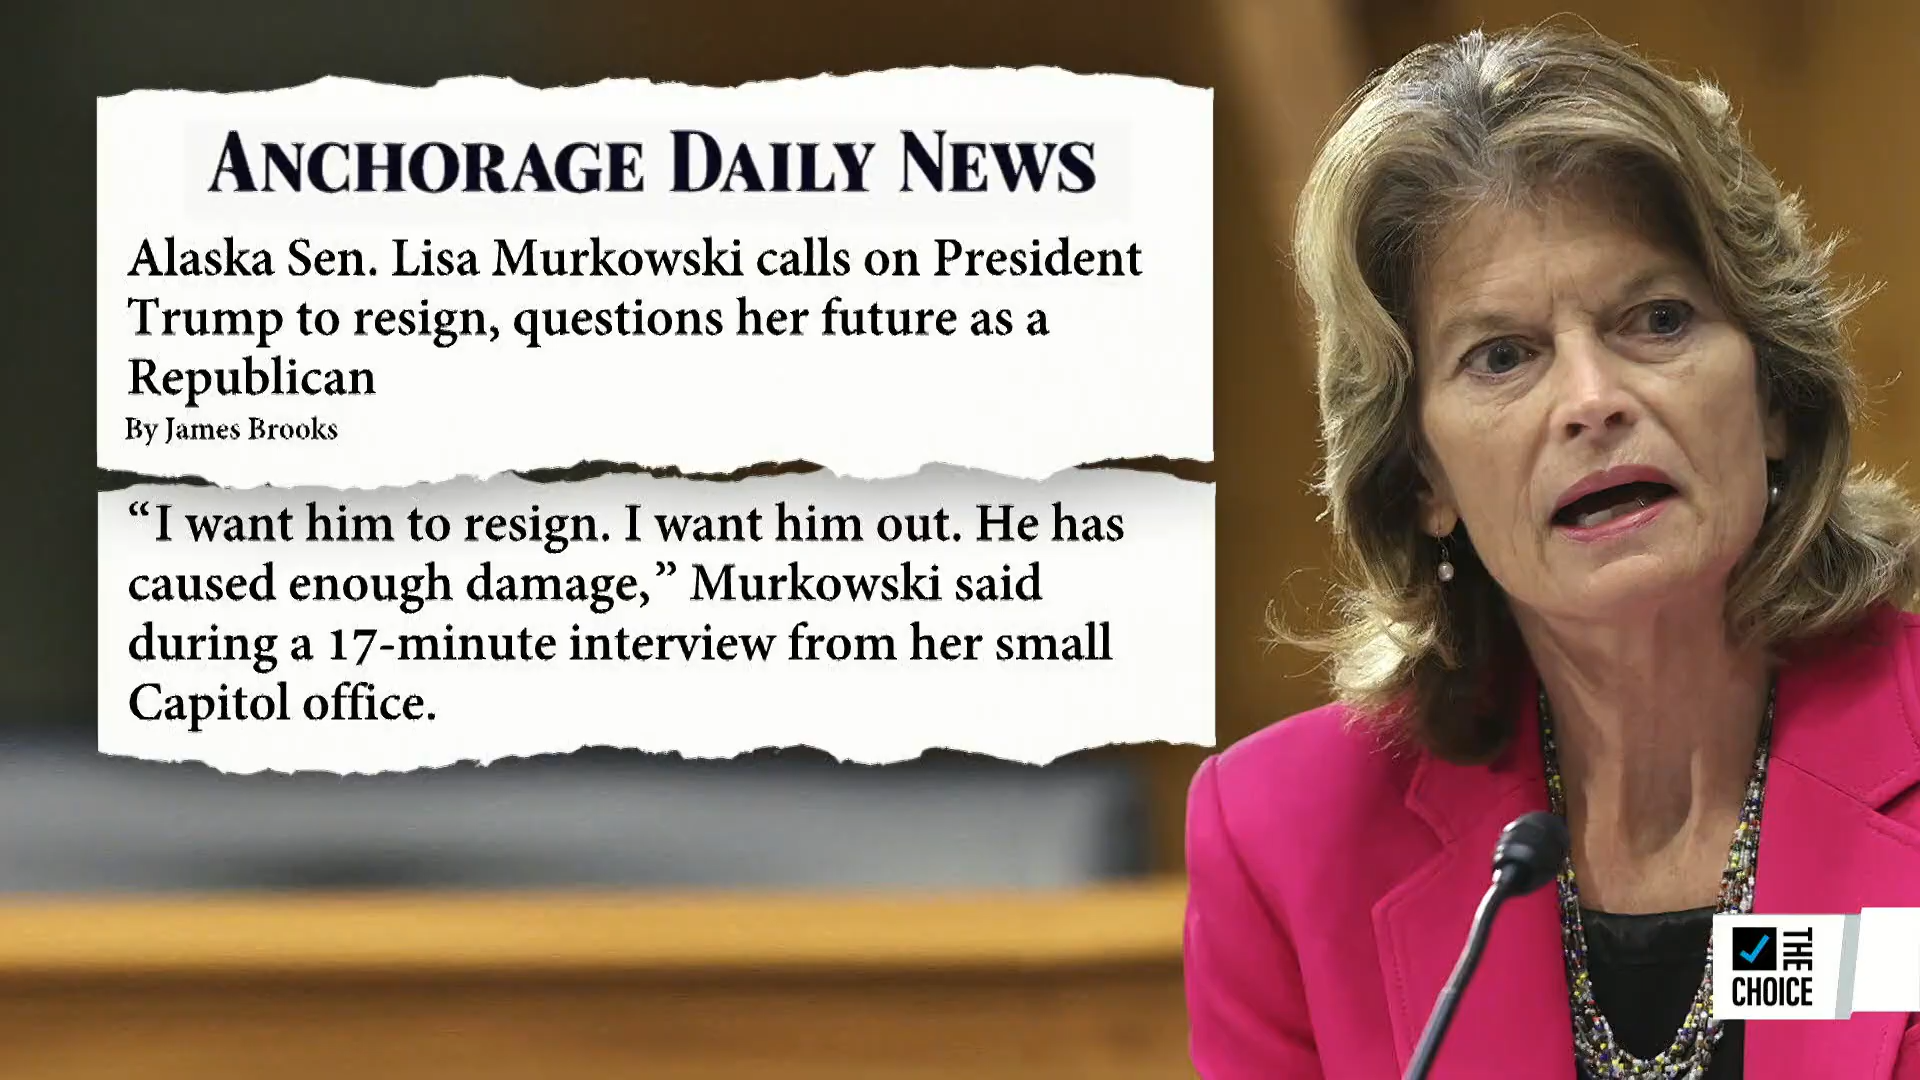 ANCHORAGE DAILY NEWS
Alaska Sen. Lisa Murkowski calls on President
Trump to resign, questions her future as a
Republican
By James Brooks
“I want him to resign. I want him out. He has
caused enough damage,” Murkowski said
during a 17-minute interview from her small
Capitol office.
THE
CHOICE